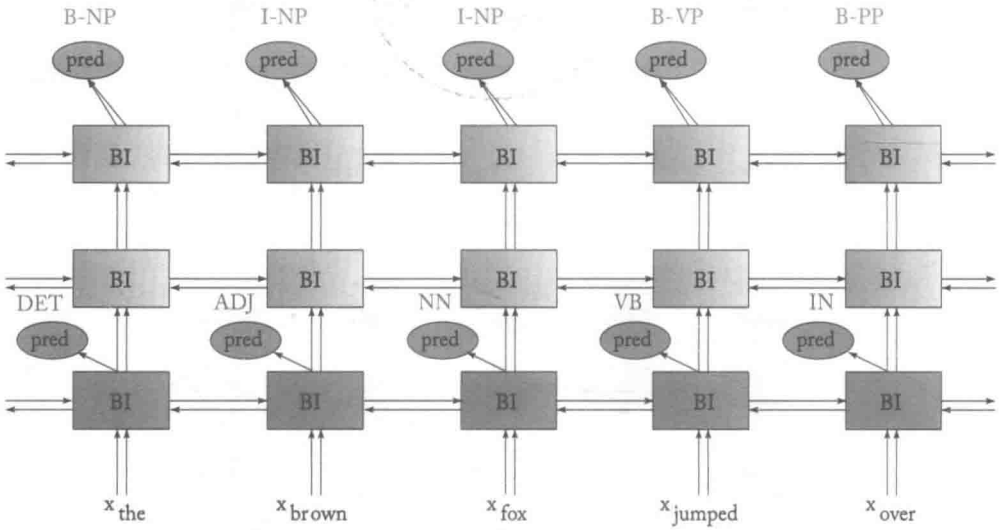 B-NP I-NP I-NP B-VP B-PP
pred pred pred pred pred
BI BI BI BI BI
BI BI BI BI BI
DET ADJ NN VB IN
pred pred pred pred pred
BI BI BI BI BI
x the x brown x fox x jumped x over